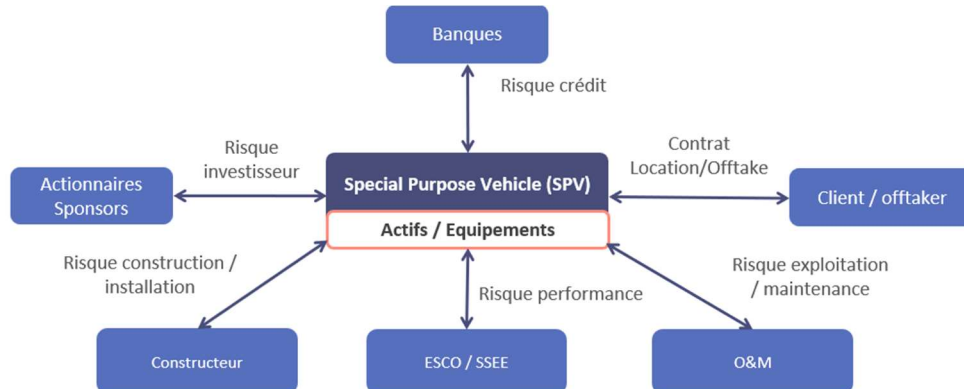 Banques
Risque crédit
Risque
investisseur
Contrat
Location/Offtake
Actionnaires
Sponsors
Special Purpose Vehicle (SPV)
Client / offtaker
Actifs / Equipements
Risque construction /
installation
Risque performance
Risque exploitation
/ maintenance
Constructeur
ESCO / SSEE
O&M